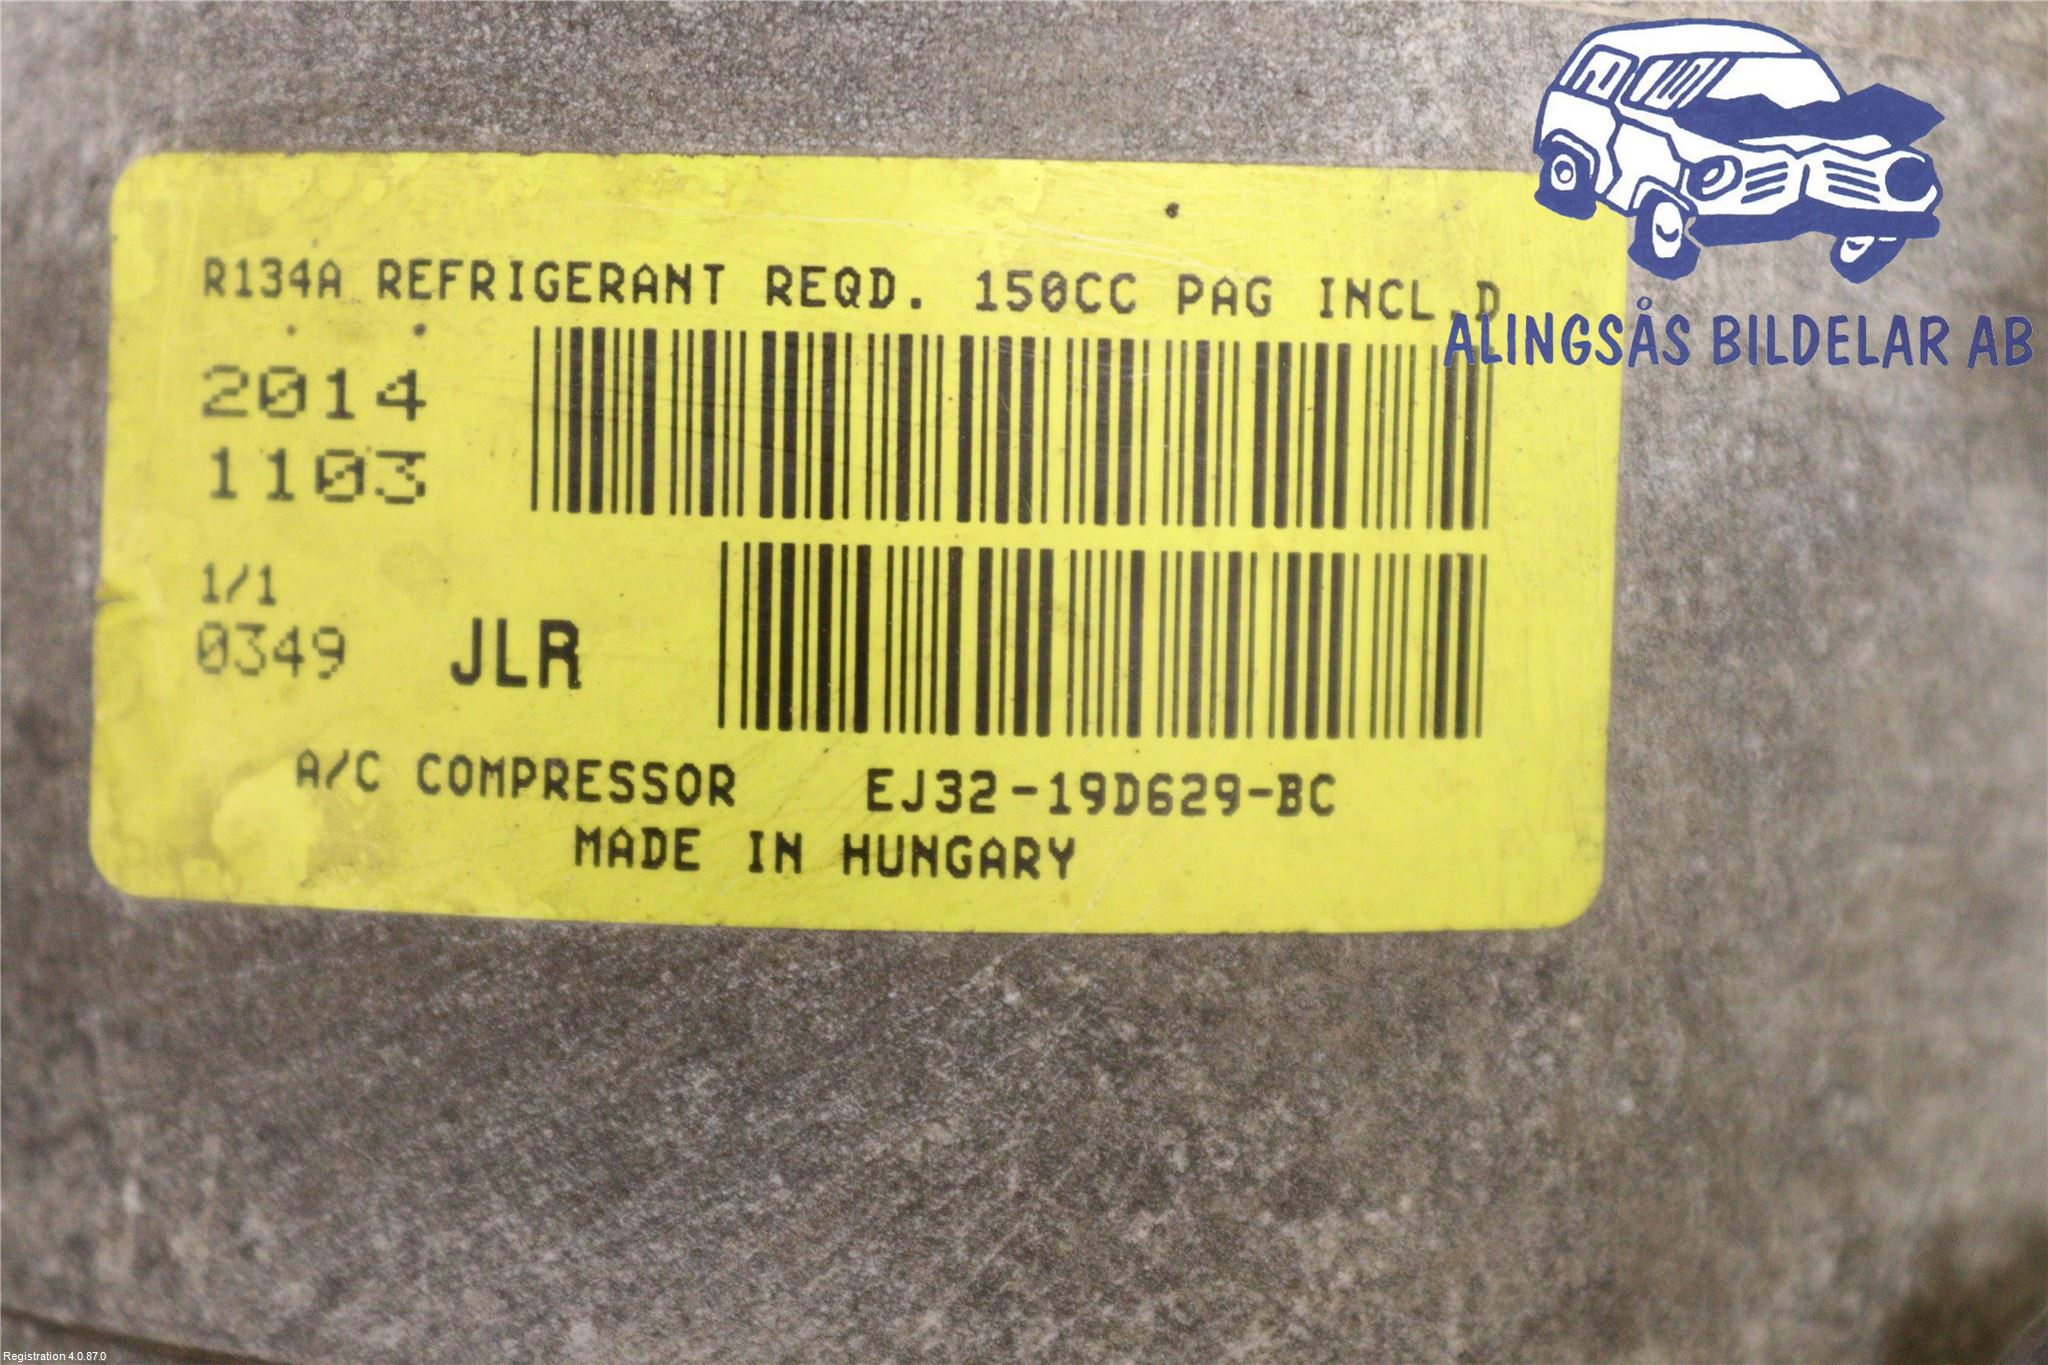 R134A REFRIGERANT REQD. 150CC PAG INCL.D
ALINGSÅS BILDELAR AB
2014
1103
1/1
0349 JLR
A/C COMPRESSOR EJ32-19D629-BC
MADE IN HUNGARY
Registration 4.0.87.0